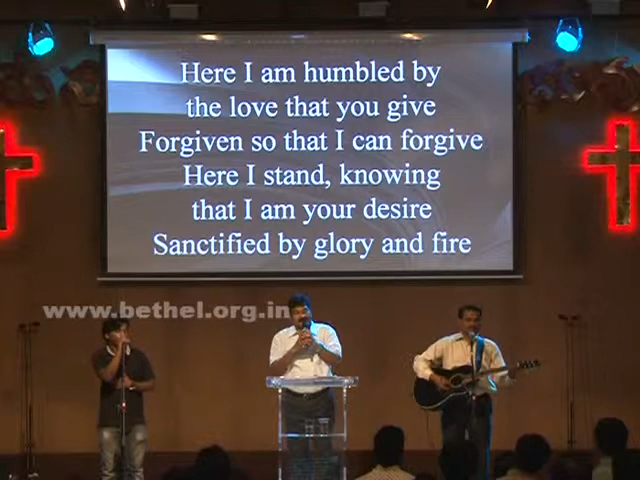 Here I am humbled by
the love that you give
Forgiven so that I can forgive
Here I stand, knowing
that I am your desire
Sanctified by glory and fire
www.bethel.org.in